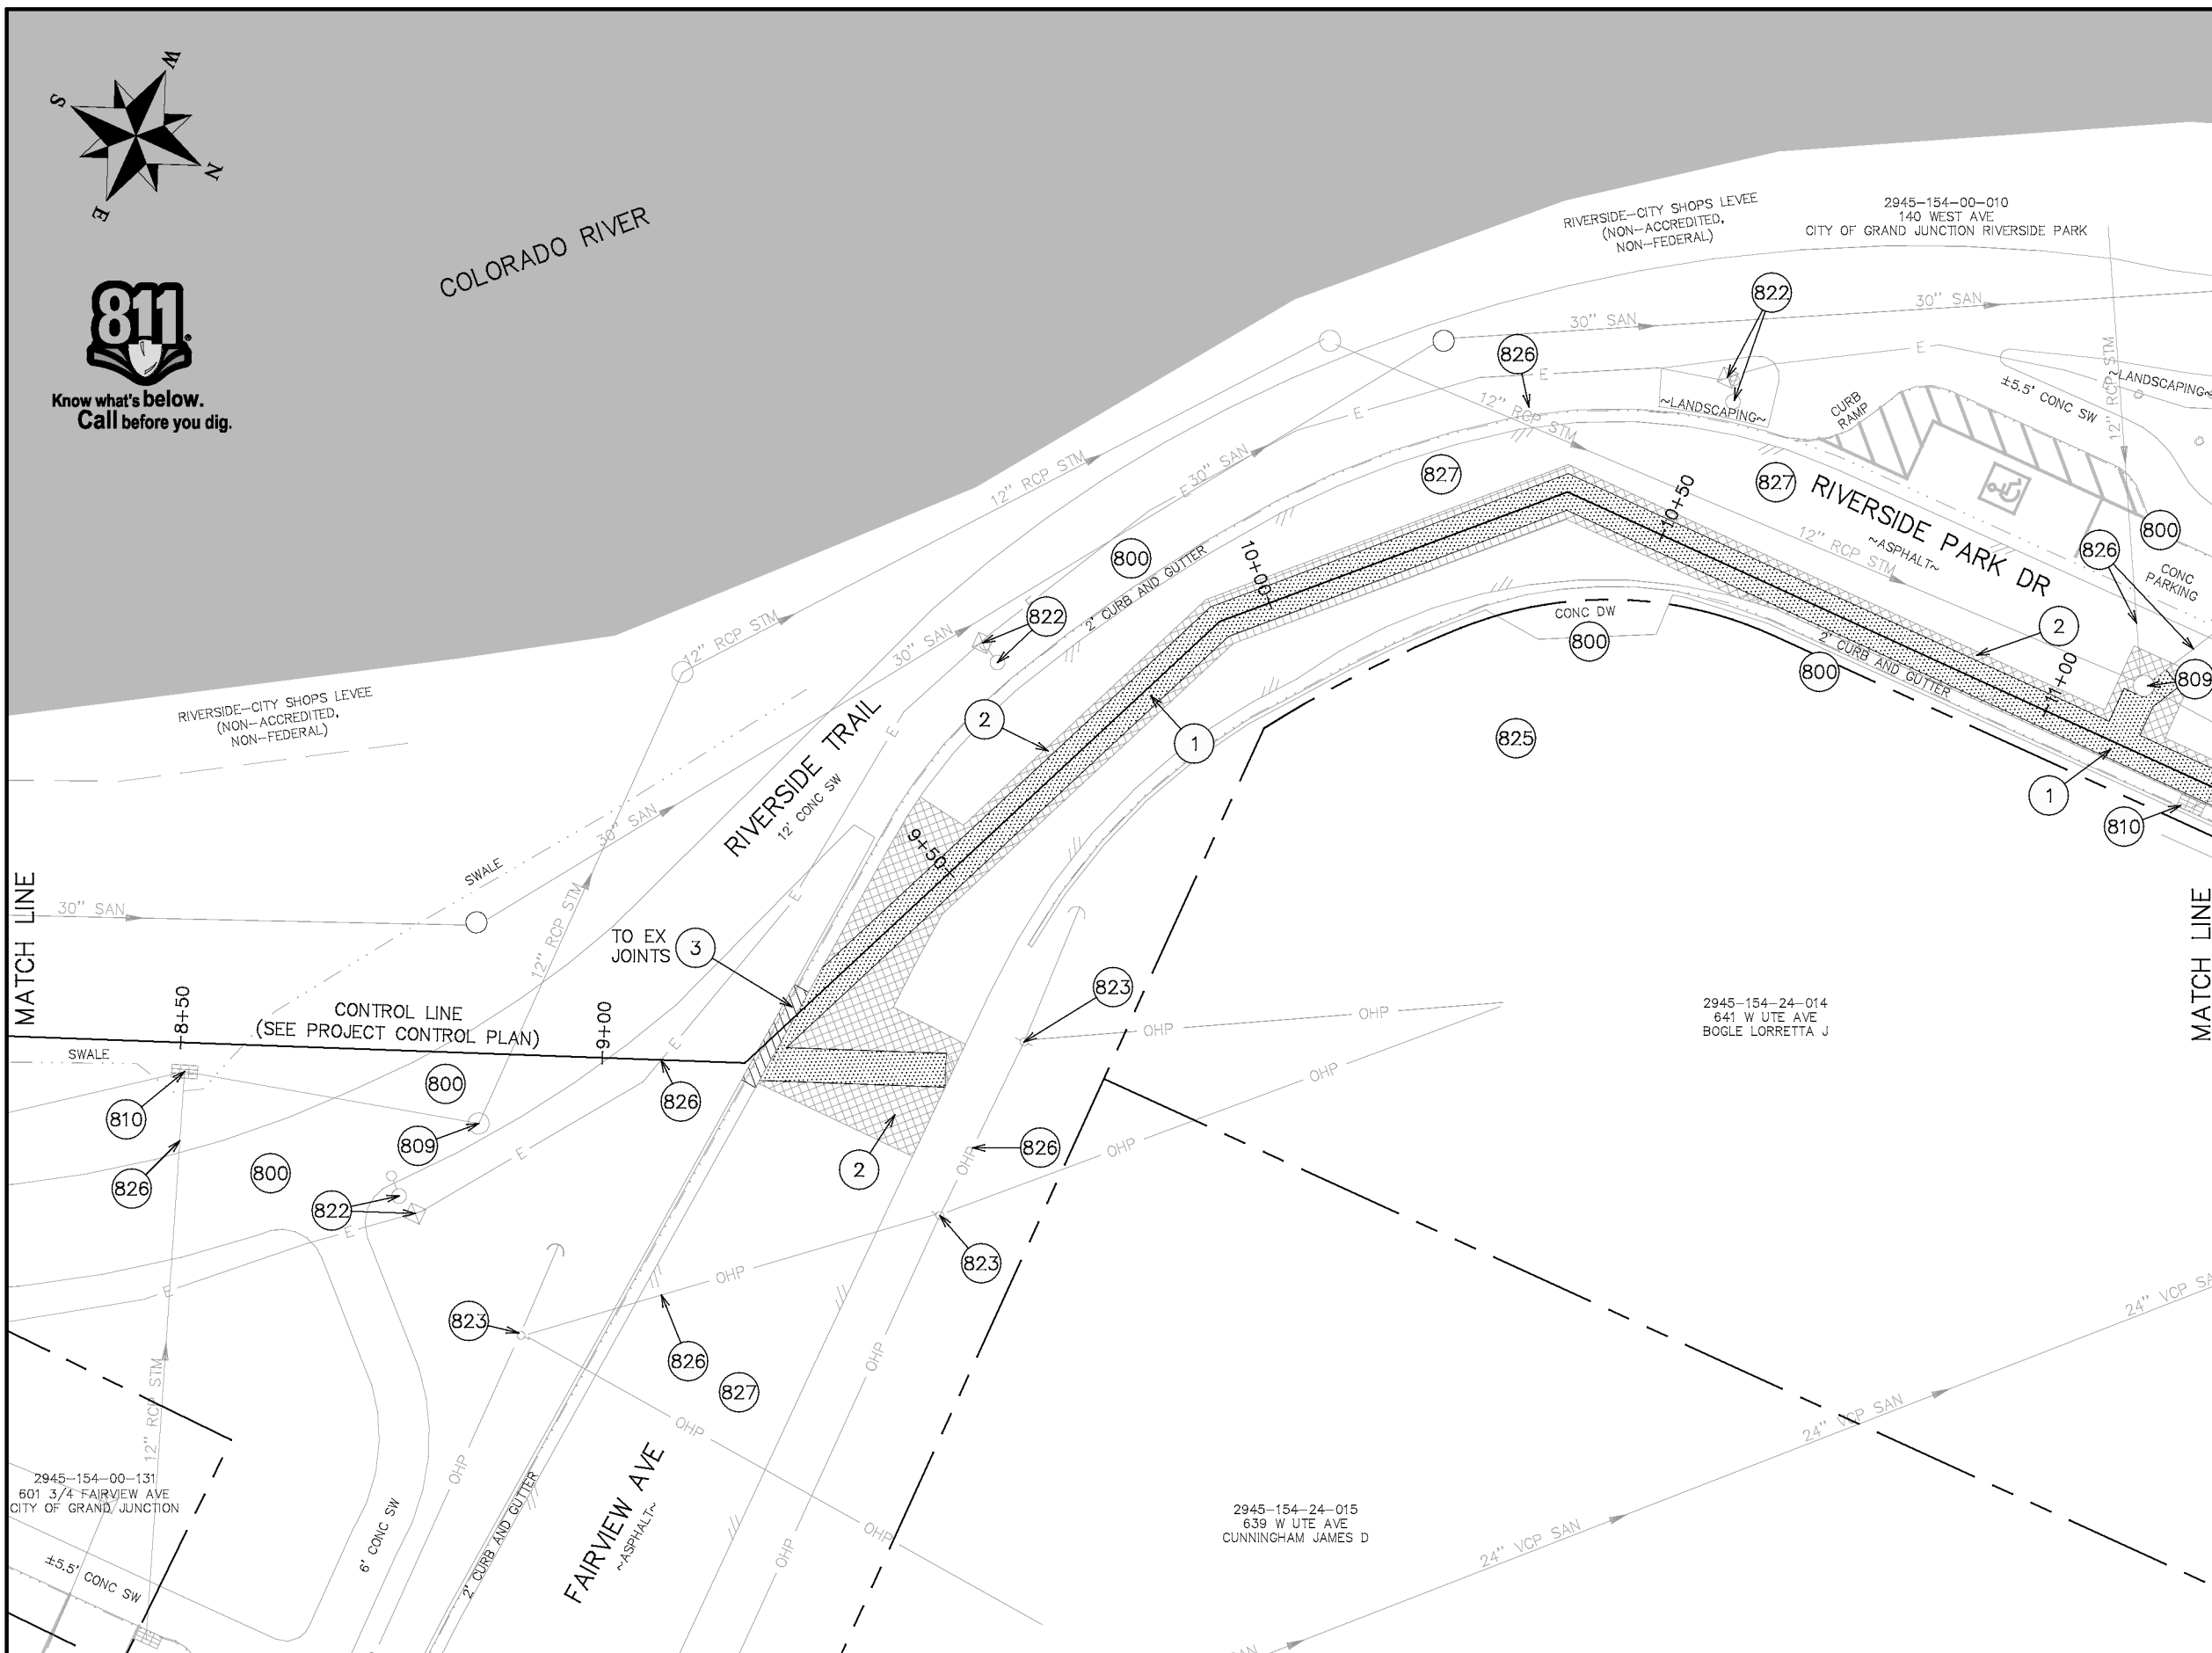 W
S
N
E
811
Know what's below.
Call before you dig.
COLORADO RIVER
RIVERSIDE-CITY SHOPS LEVEE
(NON-ACCREDITED,
NON-FEDERAL)
2945-154-00-010
140 WEST AVE
CITY OF GRAND JUNCTION RIVERSIDE PARK
822
30" SAN
30" SAN
826
E
E
12" RCP STM
~LANDSCAPING~
CURB
RAMP
±5.5' CONC SW
12" RCP STM
~LANDSCAPING~
E
827
827
12" RCP STM
30" SAN
E
10+50
RIVERSIDE PARK DR
~ASPHALT~
12" RCP STM
800
826
CONC
PARKING
800
2' CURB AND GUTTER
10+00
CONC DW
800
2' CURB AND GUTTER
800
2
11+00
809
E
822
12" RCP STM
30" SAN
RIVERSIDE-CITY SHOPS LEVEE
(NON-ACCREDITED,
NON-FEDERAL)
RIVERSIDE TRAIL
12' CONC SW
E
2
1
825
1
810
30" SAN
SWALE
9+50
E
MATCH LINE
30" SAN
12" RCP STM
TO EX
JOINTS
3
MATCH LINE
8+50
CONTROL LINE
(SEE PROJECT CONTROL PLAN)
9+00
SWALE
E
823
OHP
OHP
2945-154-24-014
641 W UTE AVE
BOGLE LORRETTA J
800
826
OHP
810
809
E
826
800
822
E
2
OHP
826
OHP
E
823
OHP
823
826
827
OHP
24" VCP SA
12" RCP STM
OHP
OHP
24" VCP SAN
2945-154-00-131
601 3/4 FAIRVIEW AVE
CITY OF GRAND JUNCTION
2' CURB AND GUTTER
6' CONC SW
FAIRVIEW AVE
~ASPHALT~
OHP
OHP
2945-154-24-015
639 W UTE AVE
CUNNINGHAM JAMES D
24" VCP SAN
±5.5' CONC SW
AN